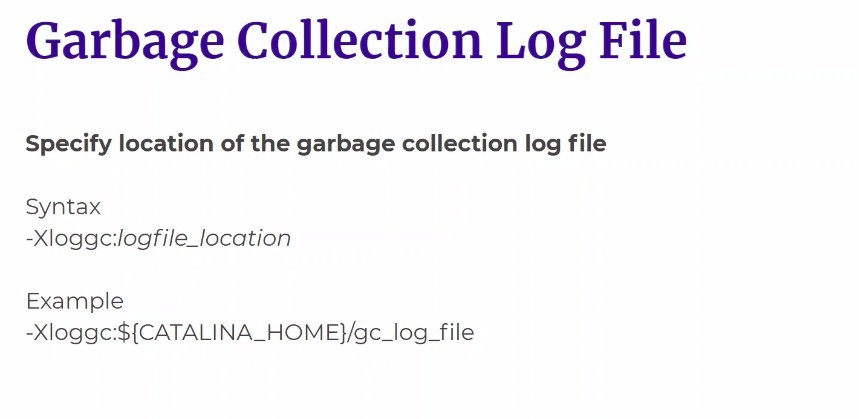 Garbage Collection Log File
Specify location of the garbage collection log file
Syntax
-Xloggc:logfile_location
Example
-Xloggc:${CATALINA_HOME}/gc_log_file